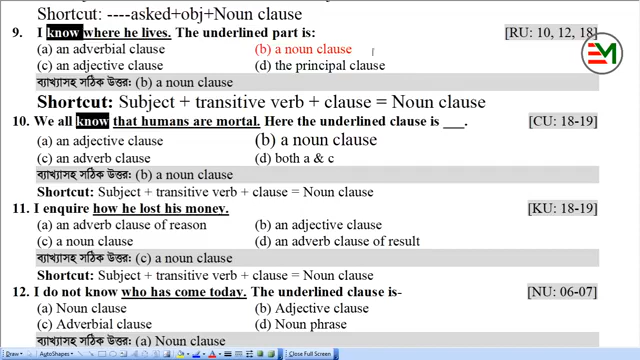 Shortcut: ----asked+obj+Noun clause
9. I know where he lives. The underlined part is: [RU: 10, 12, 18]
(a) an adverbial clause (b) a noun clause
(c) an adjective clause (d) the principal clause
ব্যাখ্যাসহ সঠিক উত্তর: (b) a noun clause
Shortcut: Subject + transitive verb + clause = Noun clause
10. We all know that humans are mortal. Here the underlined clause is ___. [CU: 18-19]
(a) an adjective clause (b) a noun clause
(c) an adverb clause (d) both a & c
ব্যাখ্যাসহ সঠিক উত্তর: (b) a noun clause
Shortcut: Subject + transitive verb + clause = Noun clause
11. I enquire how he lost his money. [KU: 18-19]
(a) an adverb clause of reason (b) an adjective clause
(c) a noun clause (d) an adverb clause of result
ব্যাখ্যাসহ সঠিক উত্তর: (c) a noun clause
Shortcut: Subject + transitive verb + clause = Noun clause
12. I do not know who has come today. The underlined clause is- [NU: 06-07]
(a) Noun clause (b) Adjective clause
(c) Adverbial clause (d) Noun phrase
ব্যাখ্যাসহ সঠিক উত্তর: (a) Noun clause
Draw AutoShapes Close Full Screen